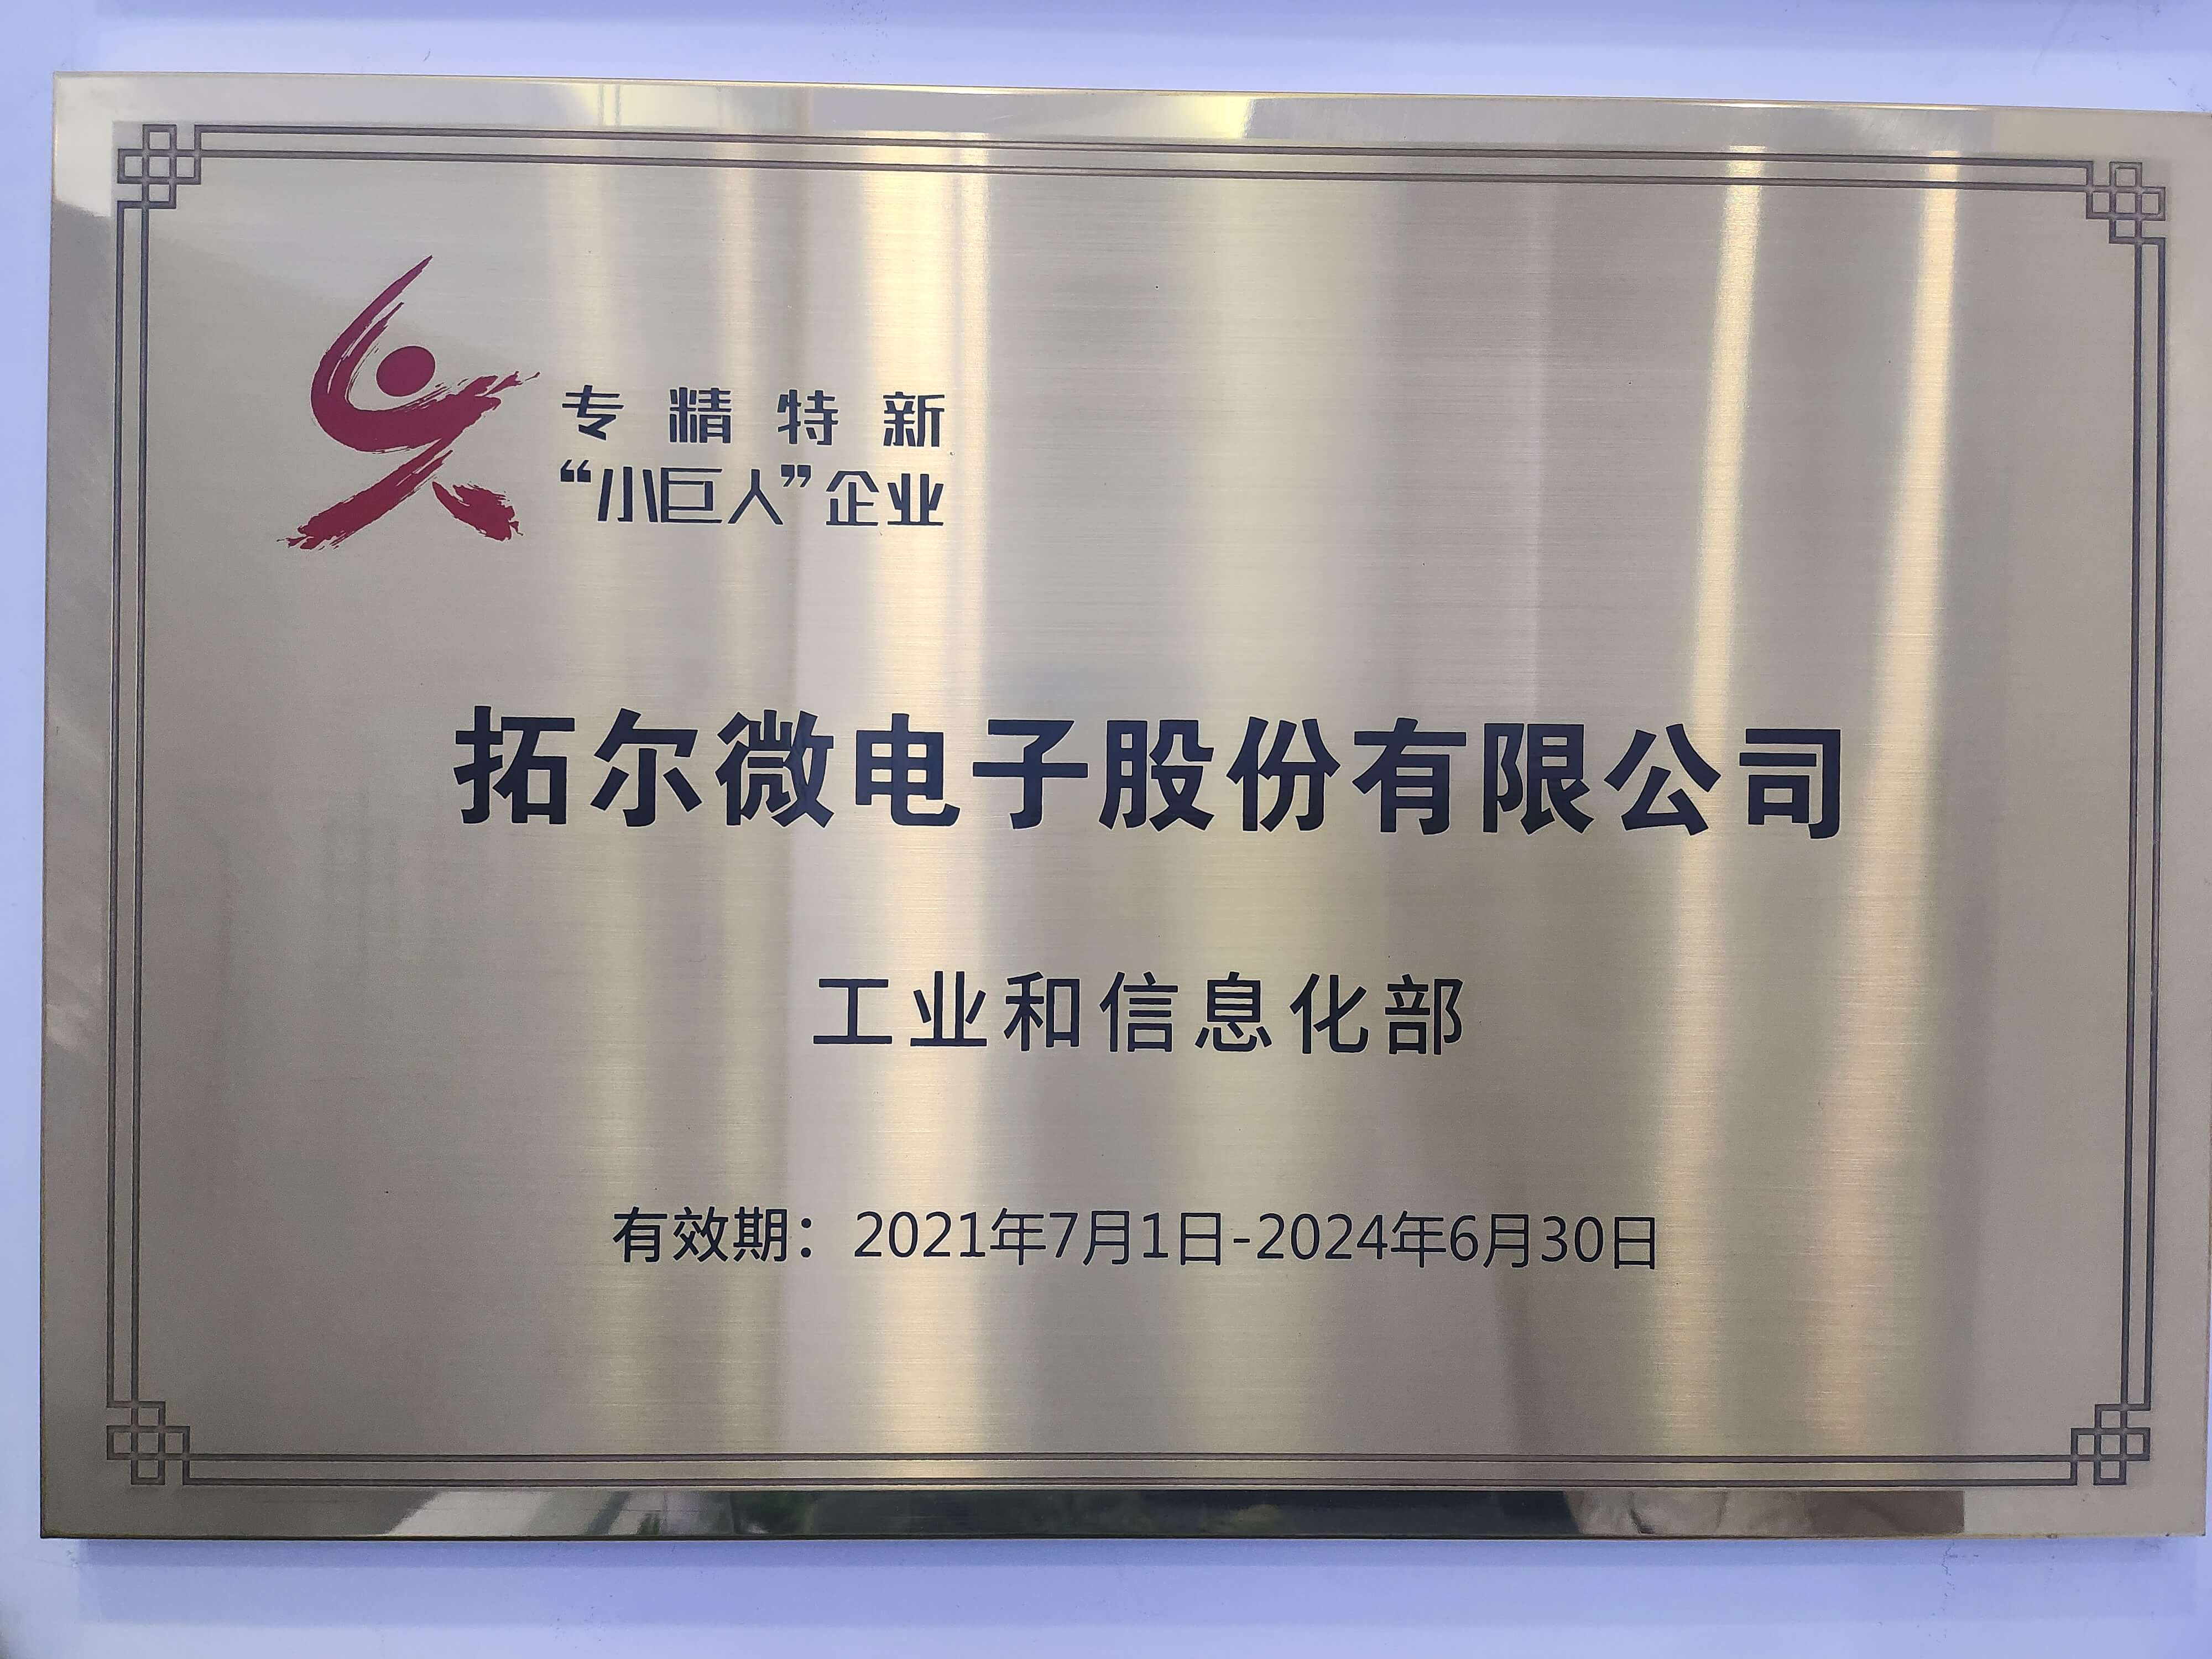 专精特新
“小巨人”企业
拓尔微电子股份有限公司
工业和信息化部
有效期：2021年7月1日-2024年6月30日